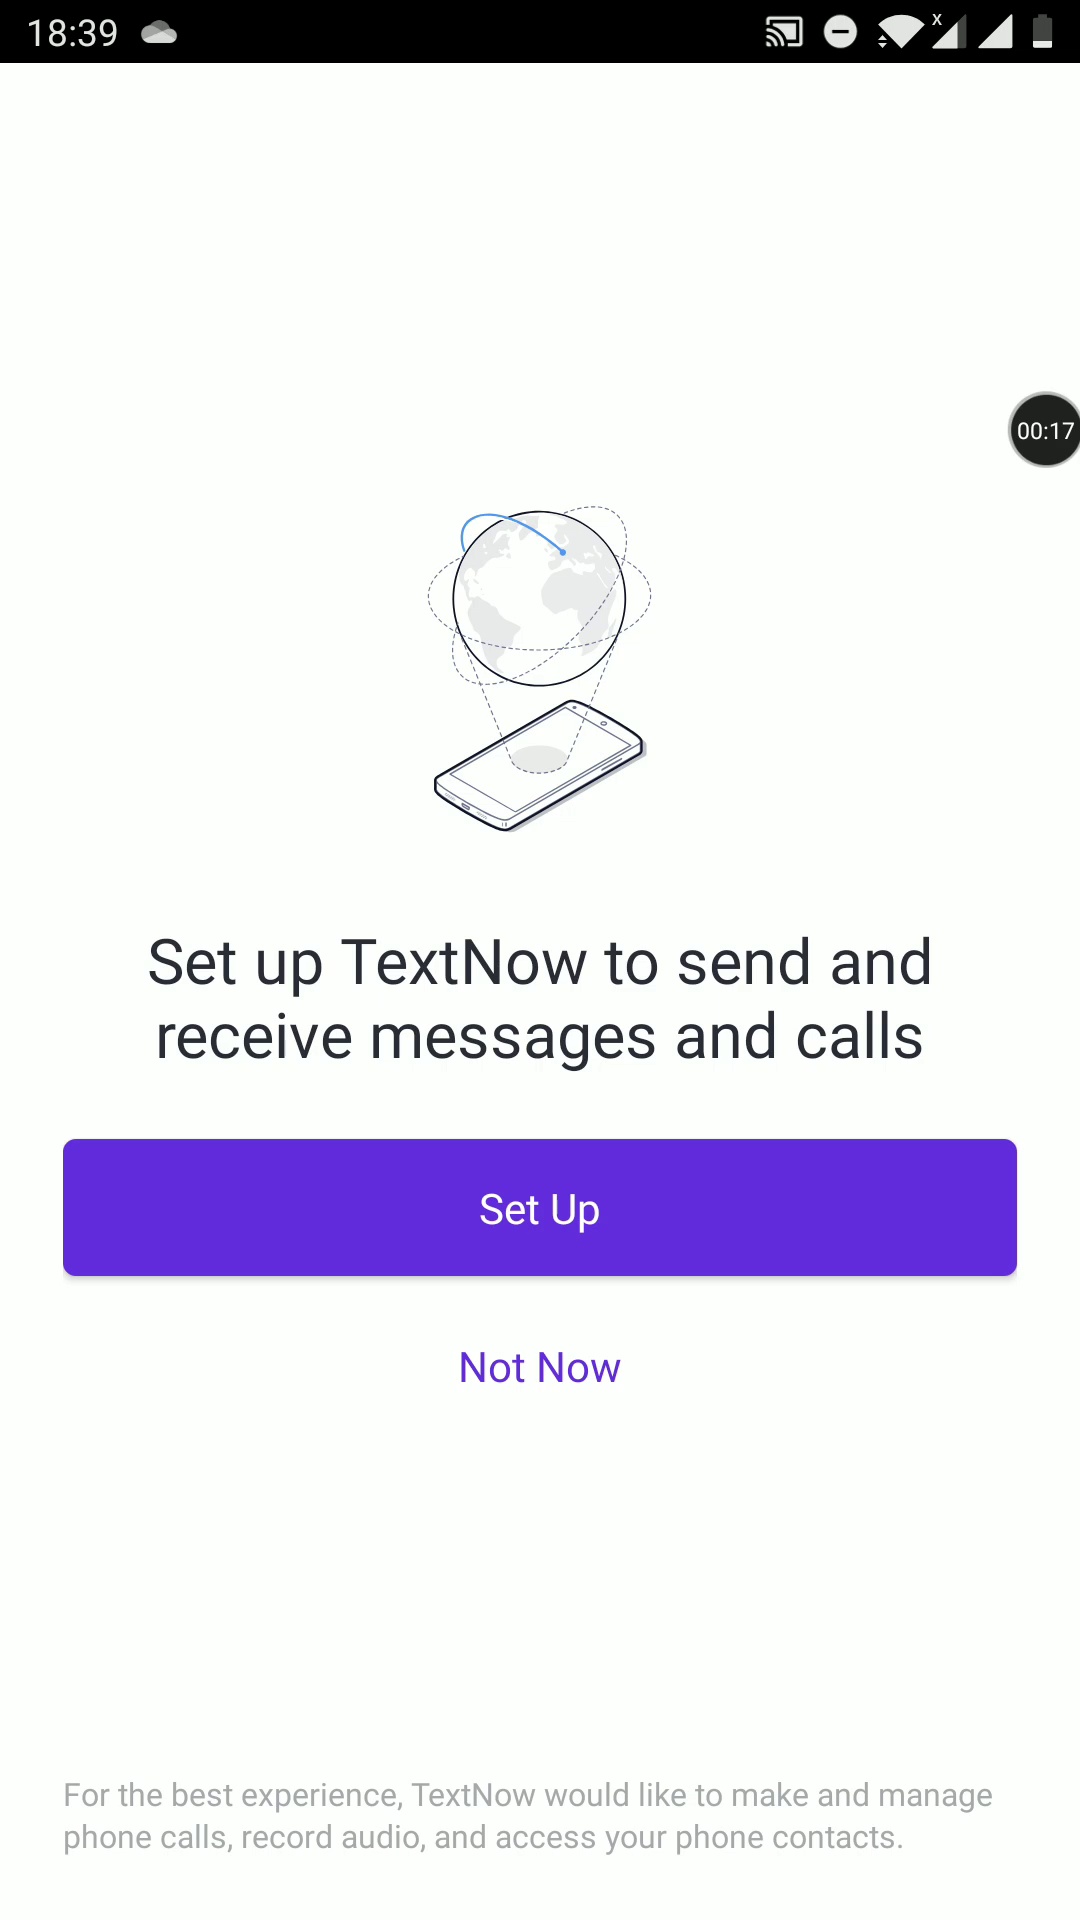 18:39
x
00:17
Set up TextNow to send and
receive messages and calls
Set Up
Not Now
For the best experience, TextNow would like to make and manage
phone calls, record audio, and access your phone contacts.